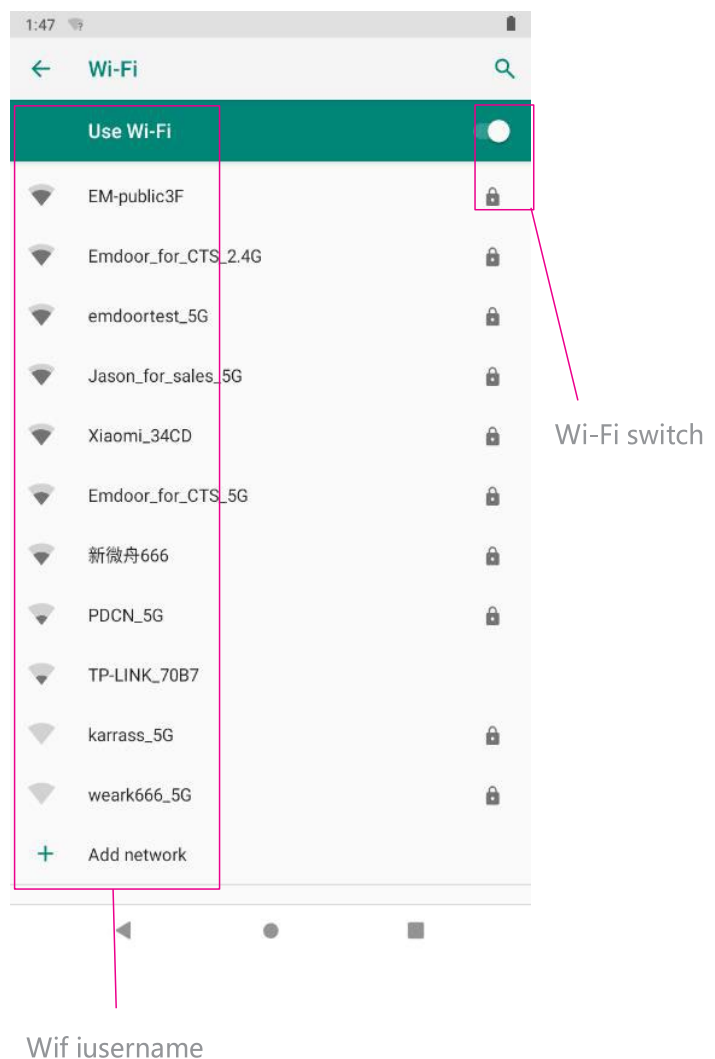 1:47
Wi-Fi
Use Wi-Fi
EM-public3F
Emdoor_for_CTS_2.4G
emdoortest_5G
Jason_for_sales_5G
Xiaomi_34CD
Wi-Fi switch
Emdoor_for_CTS_5G
新微舟666
PDCN_5G
TP-LINK_70B7
karrass_5G
weark666_5G
Add network
Wif iusername